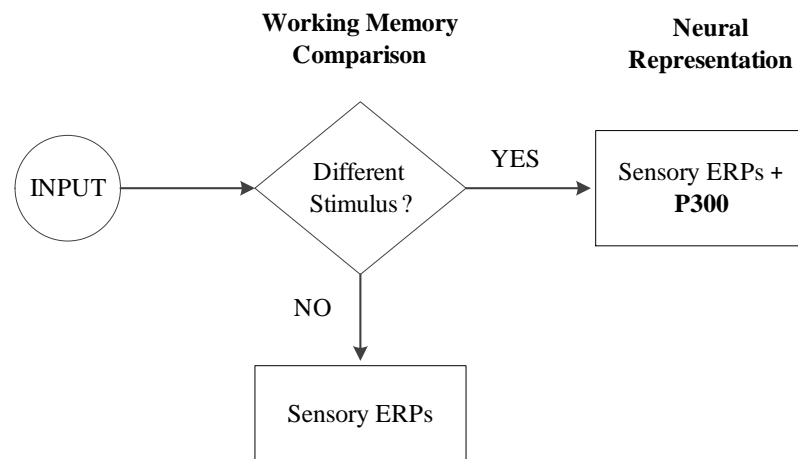 Working Memory
Comparison
Neural
Representation
INPUT
Different
Stimulus ?
YES
Sensory ERPs +
P300
NO
Sensory ERPs